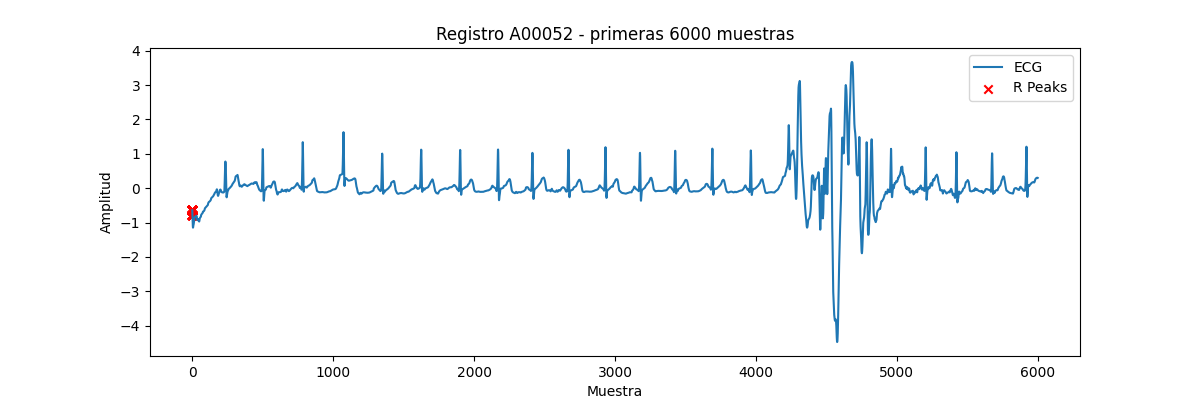 Registro A00052 - primeras 6000 muestras
Amplitud
4
3
2
1
0
−1
−2
−3
−4
ECG
R Peaks
0 1000 2000 3000 4000 5000 6000
Muestra